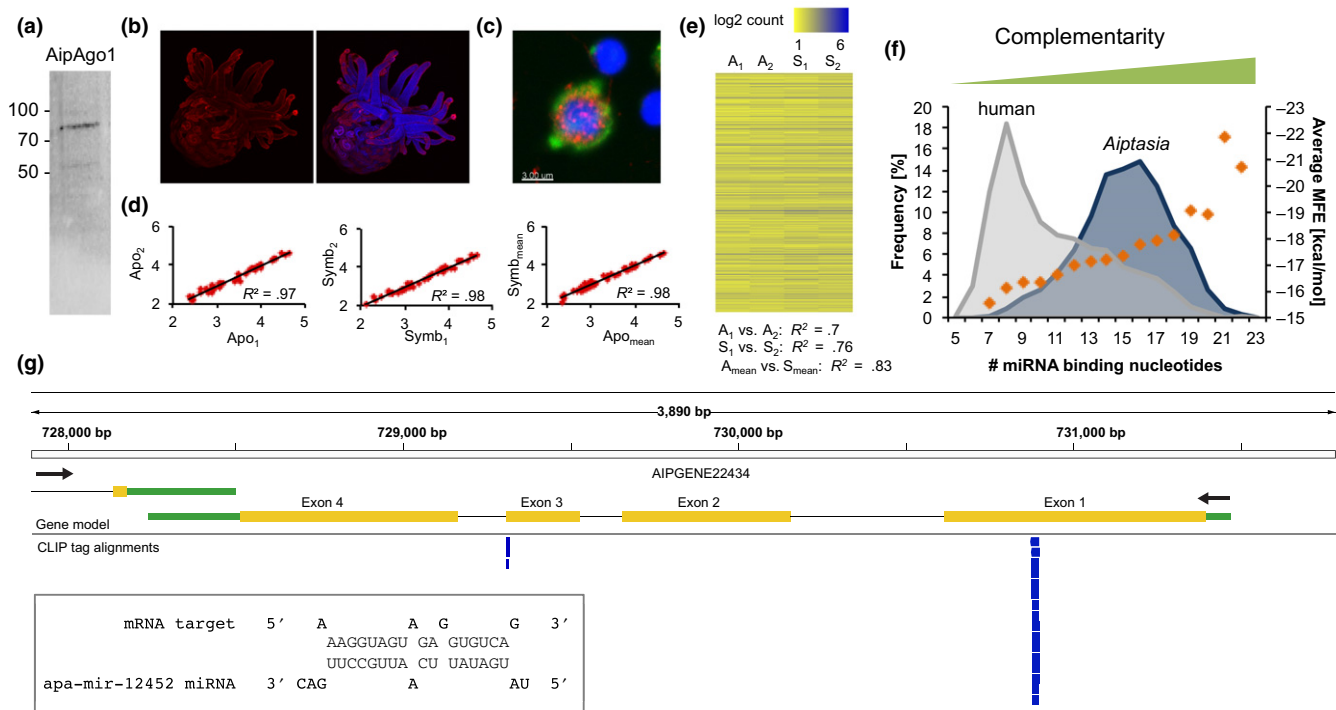 (a)
AipAgo1
100
70
50
(b)
(c)
3.00 um
(d)
6
4
2
2 3 4 5
Apo2
Apo1
R² = .97
6
4
2
2 3 4 5
Symb2
Symb1
R² = .98
6
4
2
2 3 4 5
Symbmean
Apomean
R² = .98
(e)
log2 count
1 6
A1 A2 S1 S2
A1 vs. A2: R² = .7
S1 vs. S2: R² = .76
Amean vs. Smean: R² = .83
(f)
Complementarity
human
Aiptasia
20
18
16
14
12
10
8
6
4
2
0
Frequency [%]
–23
–22
–21
–20
–19
–18
–17
–16
–15
Average MFE [kcal/mol]
5 7 9 11 13 15 17 19 21 23
# miRNA binding nucleotides
(g)
3,890 bp
728,000 bp 729,000 bp 730,000 bp 731,000 bp
AIPGENE22434
Exon 4 Exon 3 Exon 2 Exon 1
Gene model
CLIP tag alignments
mRNA target 5′ A A G G 3′
AAGGUAGU GA GUGUCA
UUCCGUUA CU UAUAGU
apa-mir-12452 miRNA 3′ CAG A AU 5′